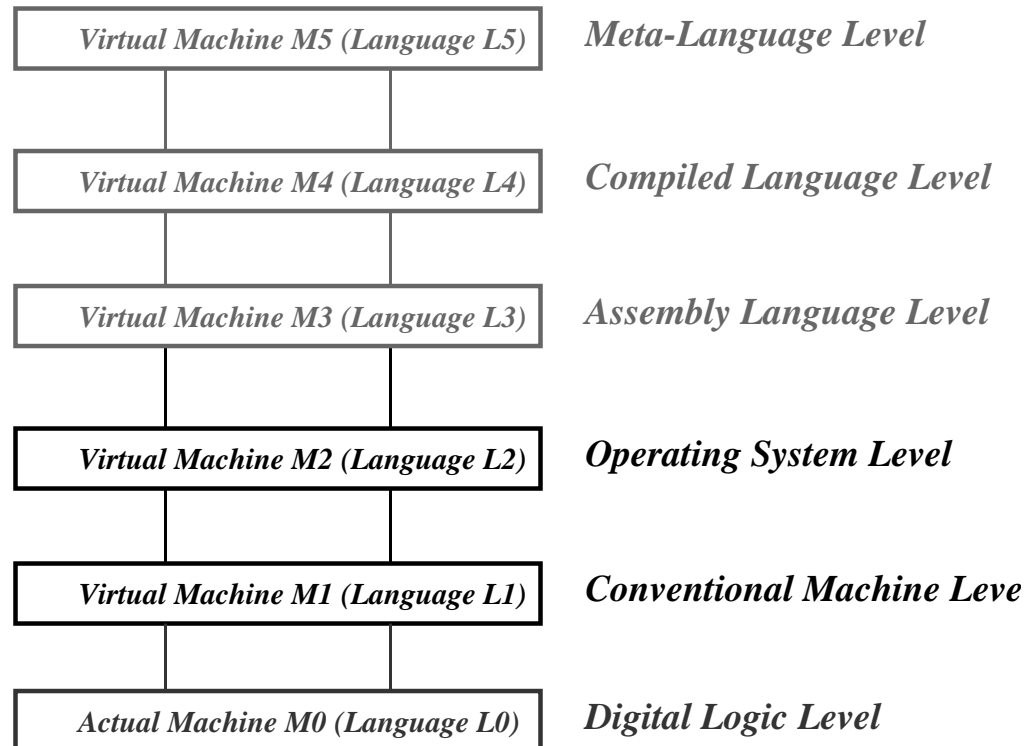 Virtual Machine M5 (Language L5) Meta-Language Level
Virtual Machine M4 (Language L4) Compiled Language Level
Virtual Machine M3 (Language L3) Assembly Language Level
Virtual Machine M2 (Language L2) Operating System Level
Virtual Machine M1 (Language L1) Conventional Machine Leve
Actual Machine M0 (Language L0) Digital Logic Level